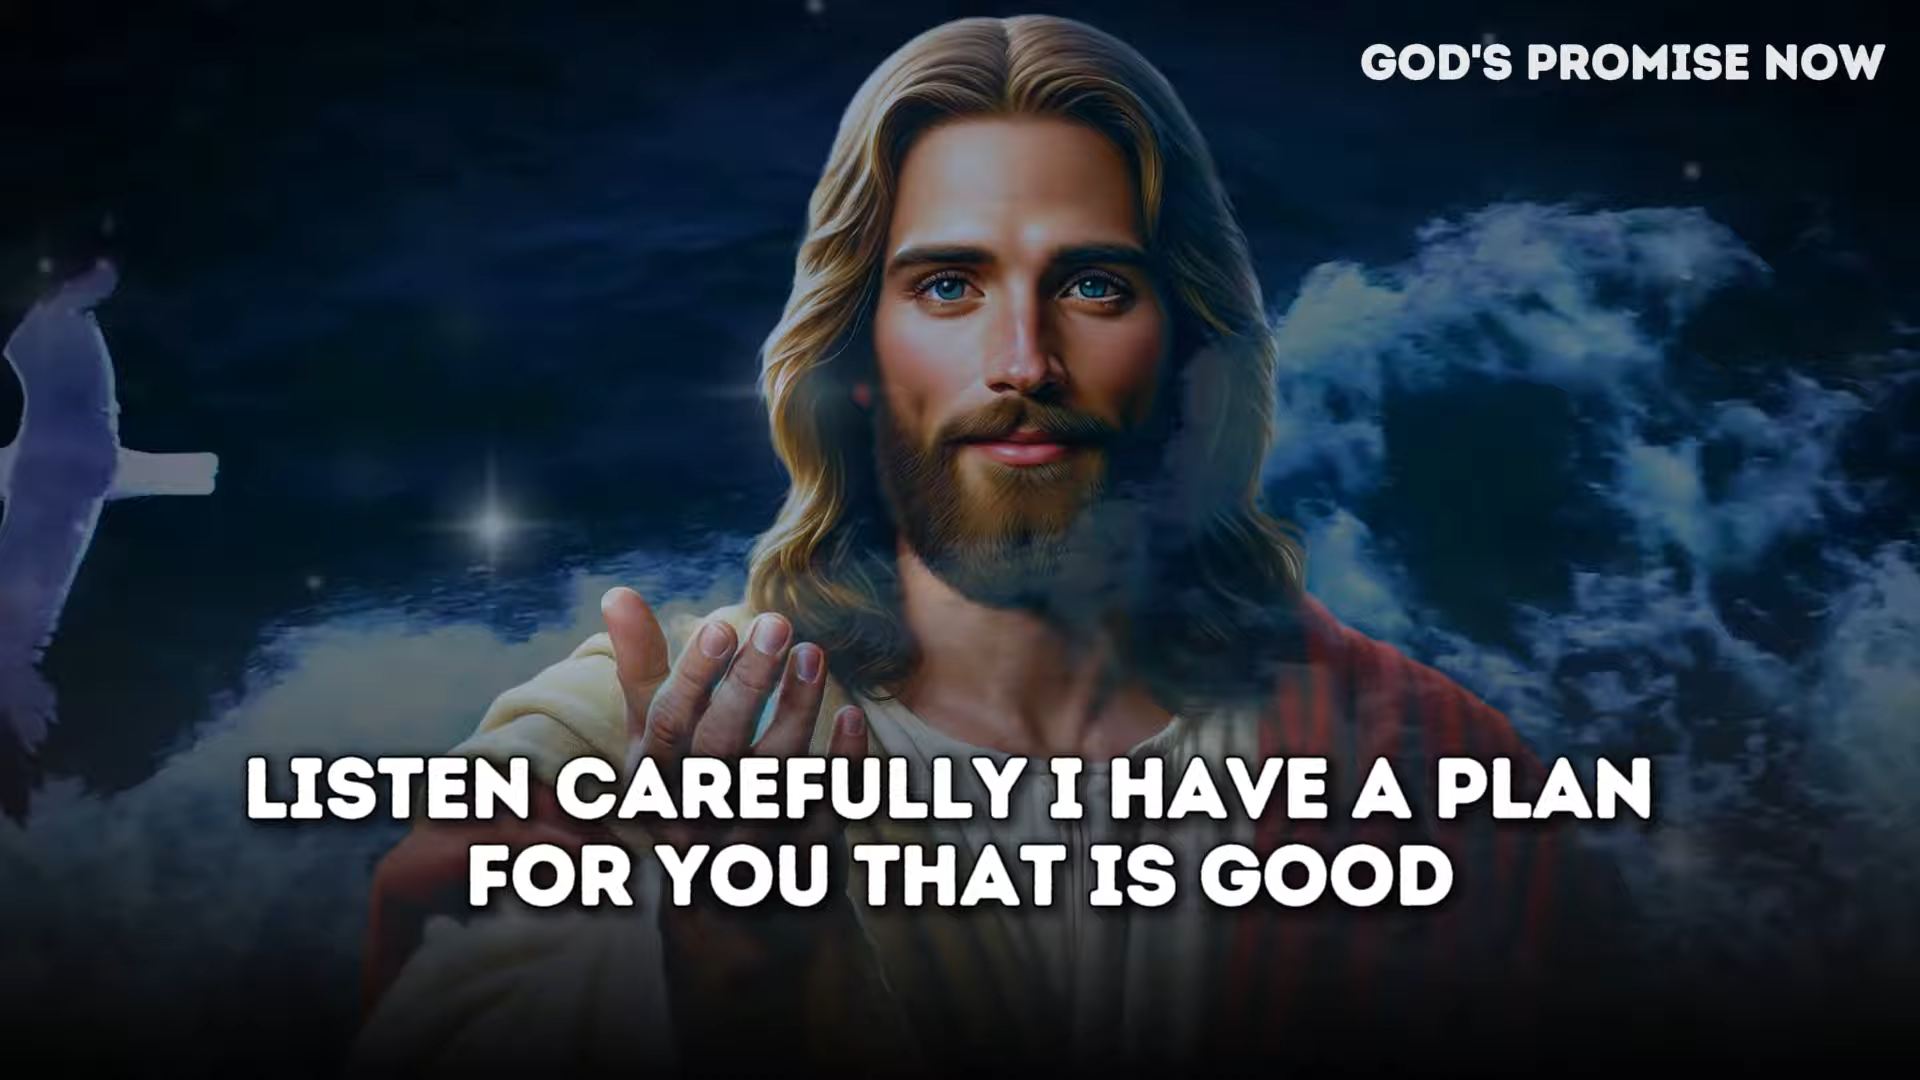 GOD'S PROMISE NOW
LISTEN CAREFULLY I HAVE A PLAN
FOR YOU THAT IS GOOD